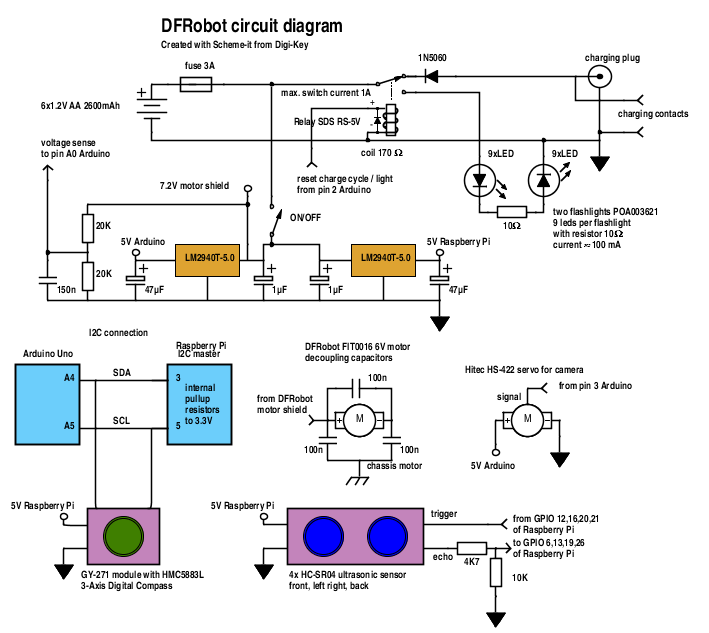 DFRobot circuit diagram
Created with Scheme-it from Digi-Key
fuse 3A
1N5060
charging plug
+
6x1.2V AA 2600mAh
max. switch current 1A
+
Relay SDS RS-5V
-
charging contacts
coil 170 Ω
voltage sense
to pin A0 Arduino
reset charge cycle / light
from pin 2 Arduino
9xLED
9xLED
7.2V motor shield
ON/OFF
10Ω
two flashlights POA003621
9 leds per flashlight
with resistor 10Ω
current ≈ 100 mA
20K
5V Arduino
LM2940T-5.0
LM2940T-5.0
5V Raspberry Pi
20K
150n
+
47µF
+
1µF
+
1µF
+
47µF
I2C connection
Arduino Uno
Raspberry Pi
I2C master
A4
SDA
3
internal
pullup
resistors
to 3.3V
A5
SCL
5
DFRobot FIT0016 6V motor
decoupling capacitors
100n
from DFRobot
motor shield
+
M
-
100n
100n
chassis motor
Hitec HS-422 servo for camera
from pin 3 Arduino
signal
+
M
-
5V Arduino
5V Raspberry Pi
GY-271 module with HMC5883L
3-Axis Digital Compass
5V Raspberry Pi
trigger
from GPIO 12,16,20,21
of Raspberry Pi
echo
4K7
to GPIO 6,13,19,26
of Raspberry Pi
10K
4x HC-SR04 ultrasonic sensor
front, left right, back